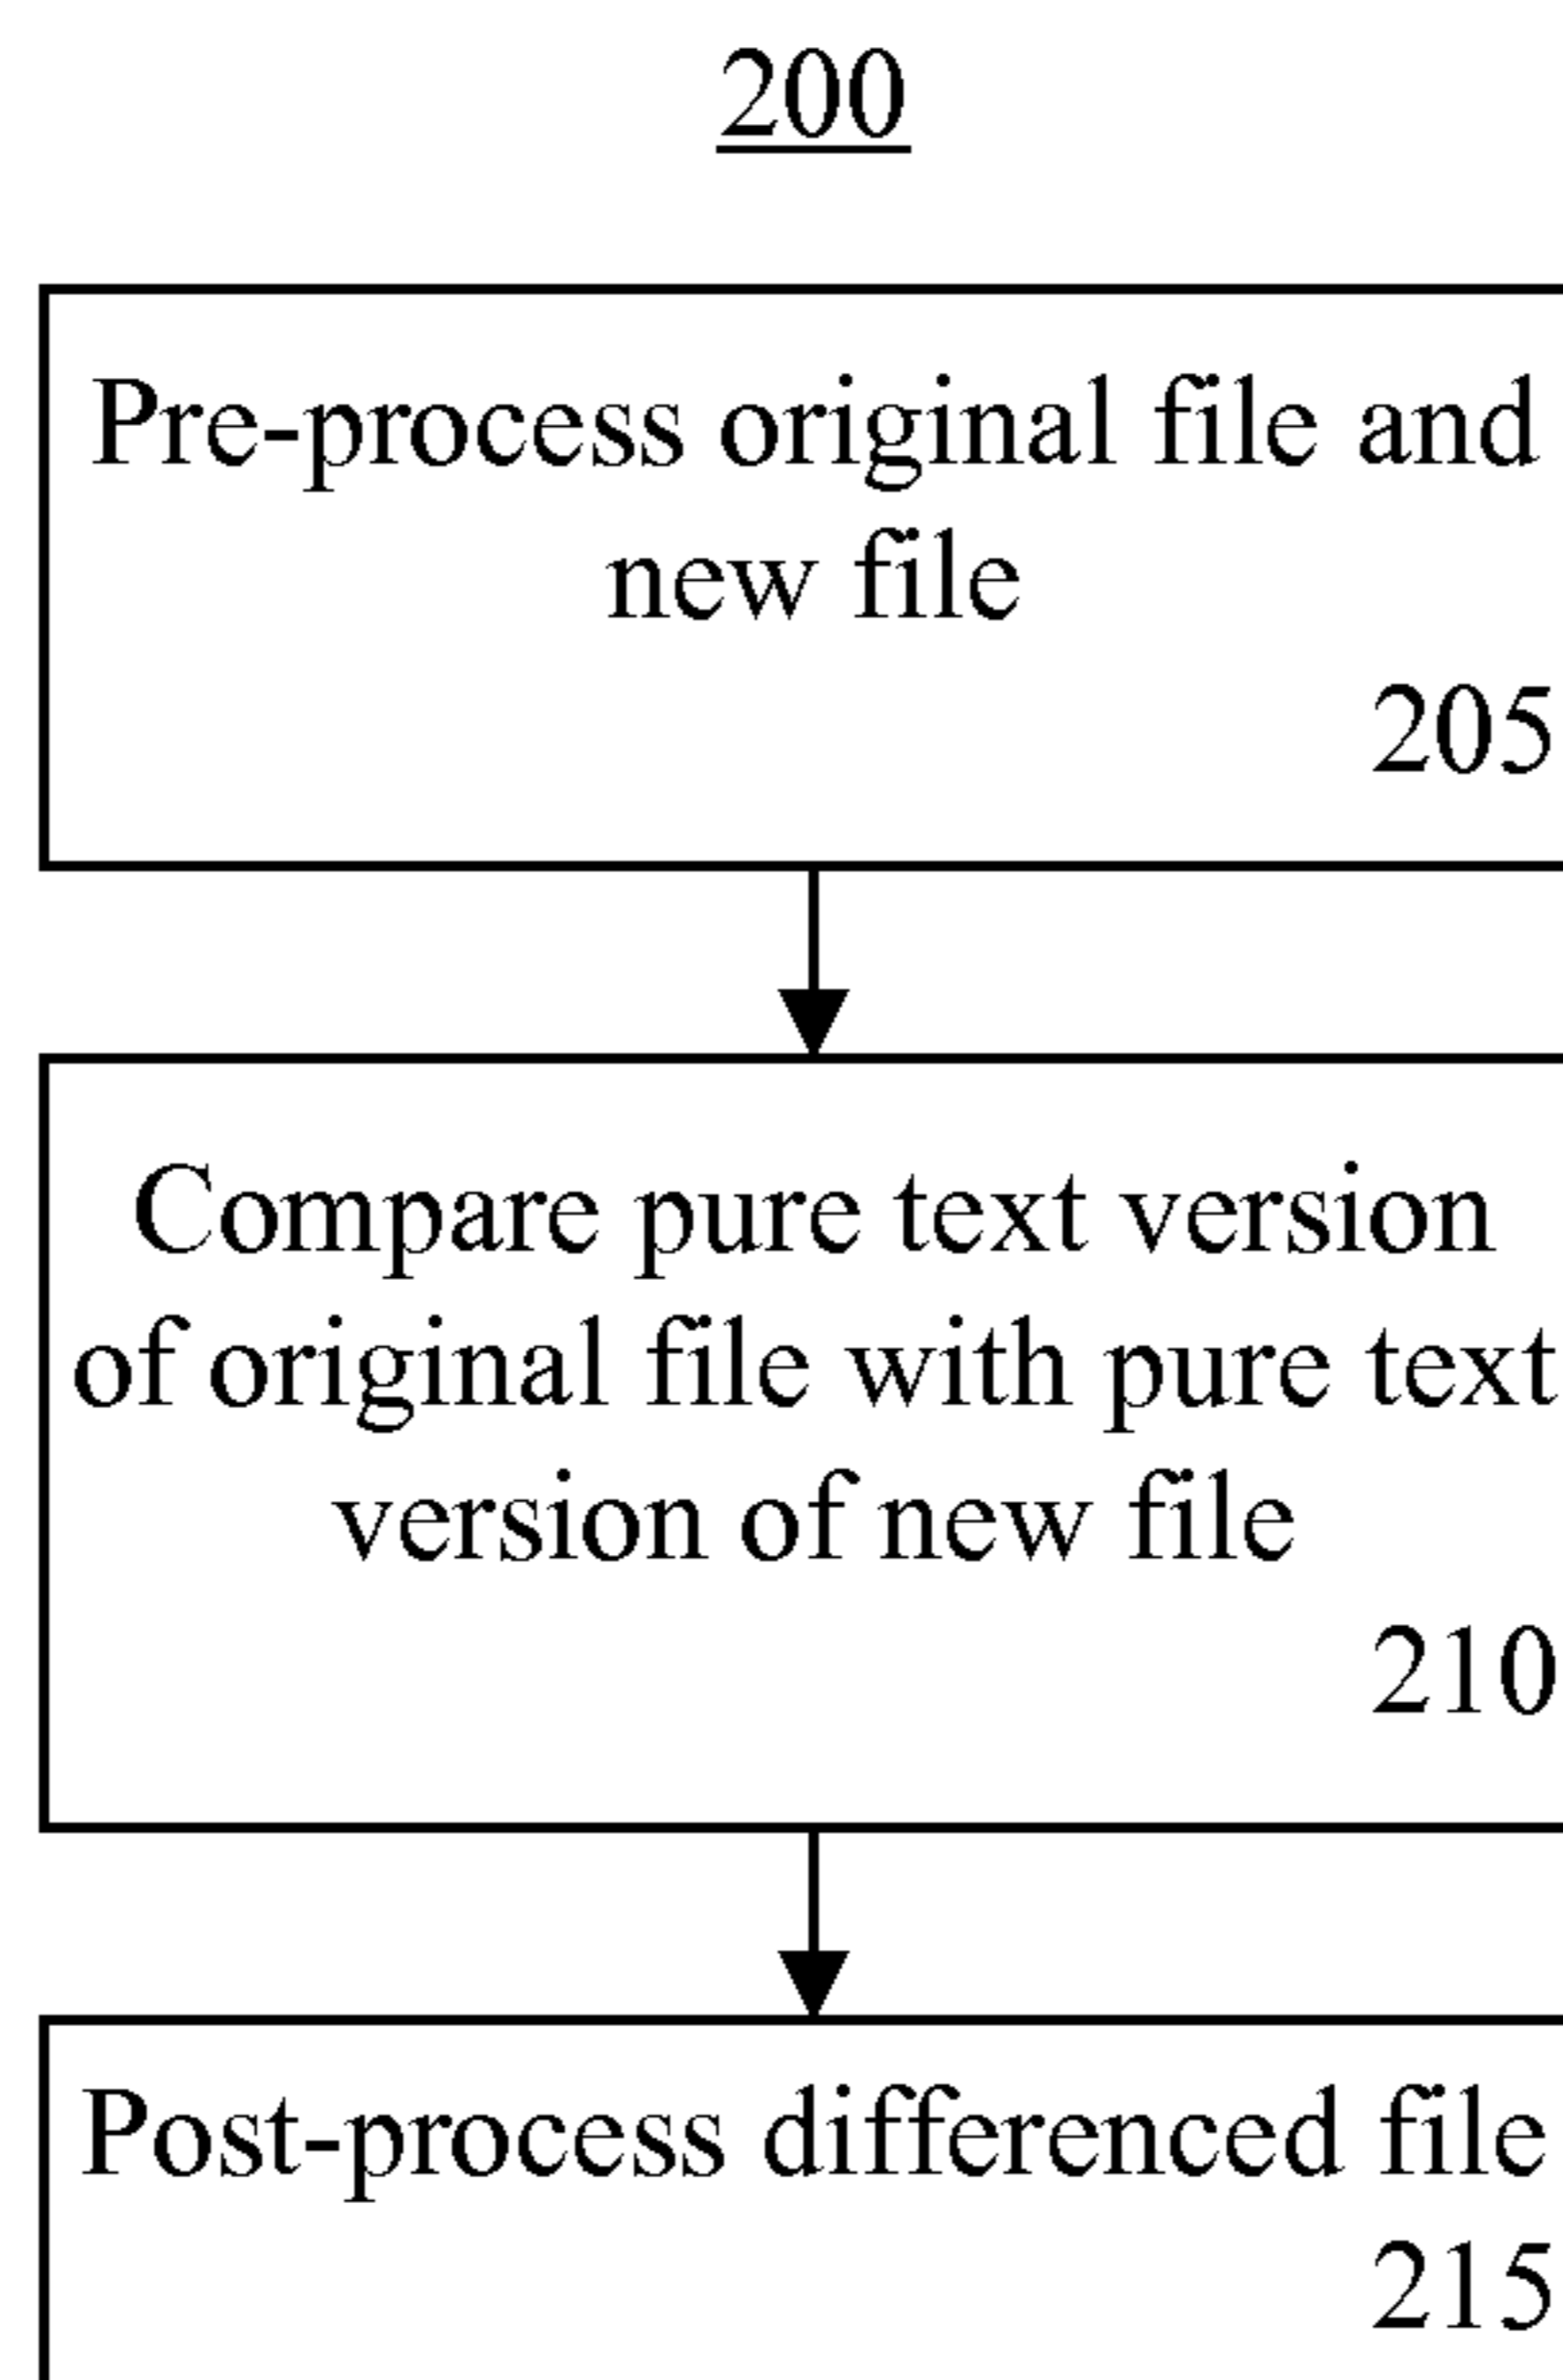 200
Pre-process original file and
new file
205
Compare pure text version
of original file with pure text
version of new file
210
Post-process differenced file
215